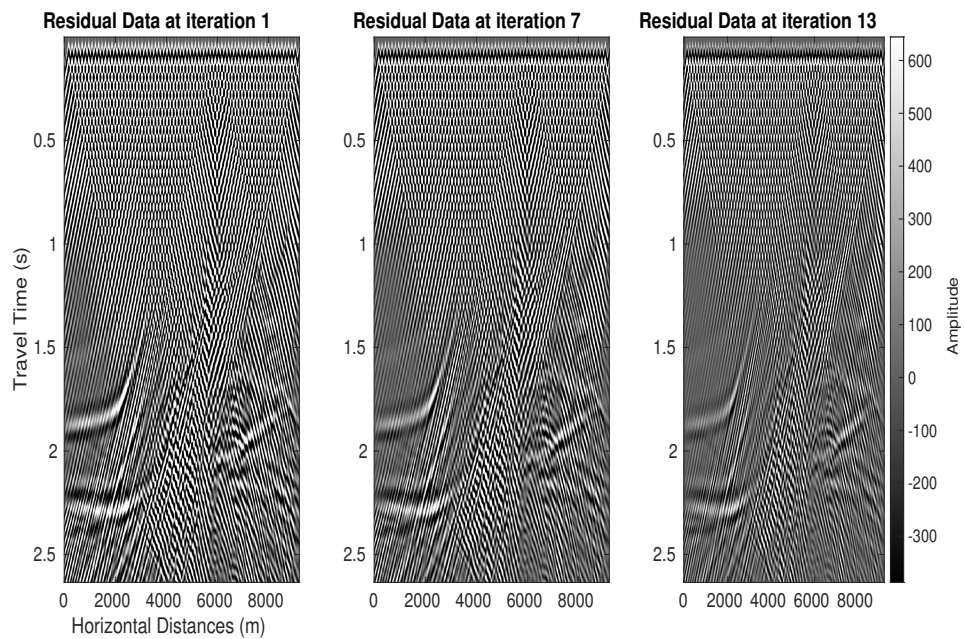 Residual Data at iteration 1
Residual Data at iteration 7
Residual Data at iteration 13
Travel Time (s)
0.5
1
1.5
2
2.5
0 2000 4000 6000 8000
Horizontal Distances (m)
0.5
1
1.5
2
2.5
0 2000 4000 6000 8000
0.5
1
1.5
2
2.5
0 2000 4000 6000 8000
600
500
400
300
200
100
0
-100
-200
-300
Amplitude